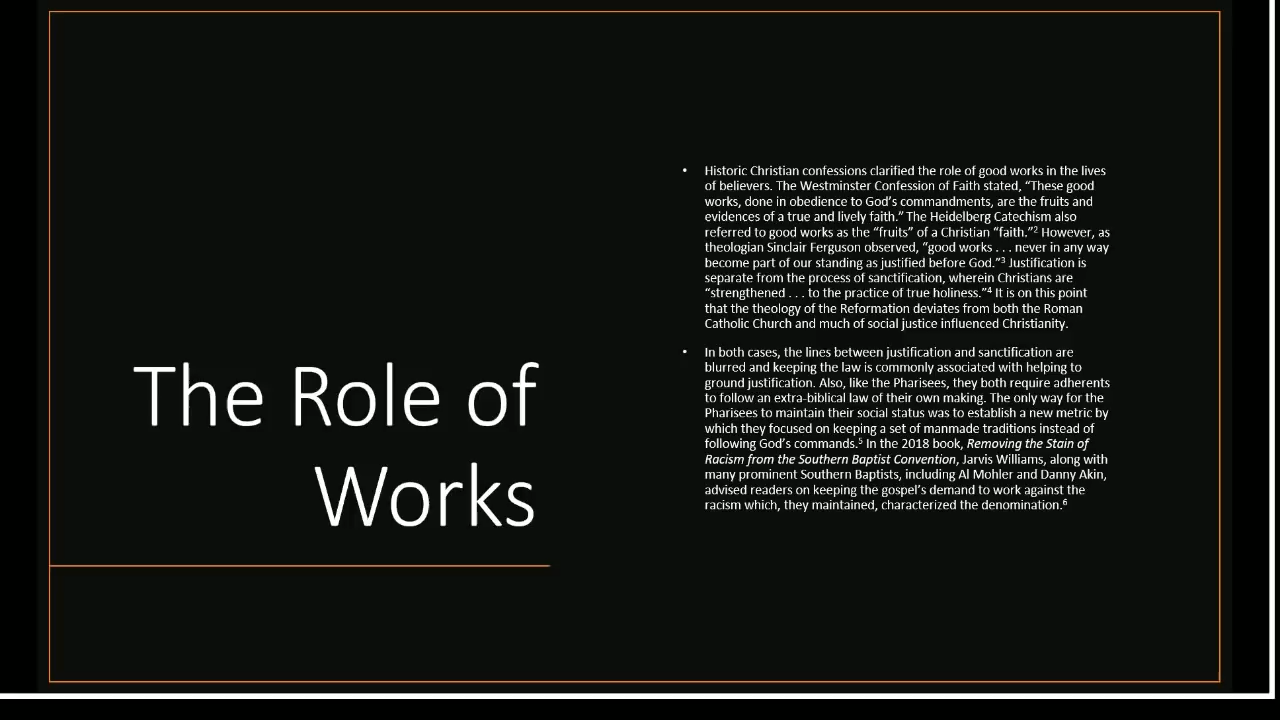 The Role of
Works
• Historic Christian confessions clarified the role of good works in the lives
of believers. The Westminster Confession of Faith stated, “These good
works, done in obedience to God’s commandments, are the fruits and
evidences of a true and lively faith.” The Heidelberg Catechism also
referred to good works as the “fruits” of a Christian “faith.”² However, as
theologian Sinclair Ferguson observed, “good works . . . never in any way
become part of our standing as justified before God.”³ Justification is
separate from the process of sanctification, wherein Christians are
“strengthened . . . to the practice of true holiness.”⁴ It is on this point
that the theology of the Reformation deviates from both the Roman
Catholic Church and much of social justice influenced Christianity.
• In both cases, the lines between justification and sanctification are
blurred and keeping the law is commonly associated with helping to
ground justification. Also, like the Pharisees, they both require adherents
to follow an extra-biblical law of their own making. The only way for the
Pharisees to maintain their social status was to establish a new metric by
which they focused on keeping a set of manmade traditions instead of
following God’s commands.⁵ In the 2018 book, Removing the Stain of
Racism from the Southern Baptist Convention, Jarvis Williams, along with
many prominent Southern Baptists, including Al Mohler and Danny Akin,
advised readers on keeping the gospel’s demand to work against the
racism which, they maintained, characterized the denomination.⁶